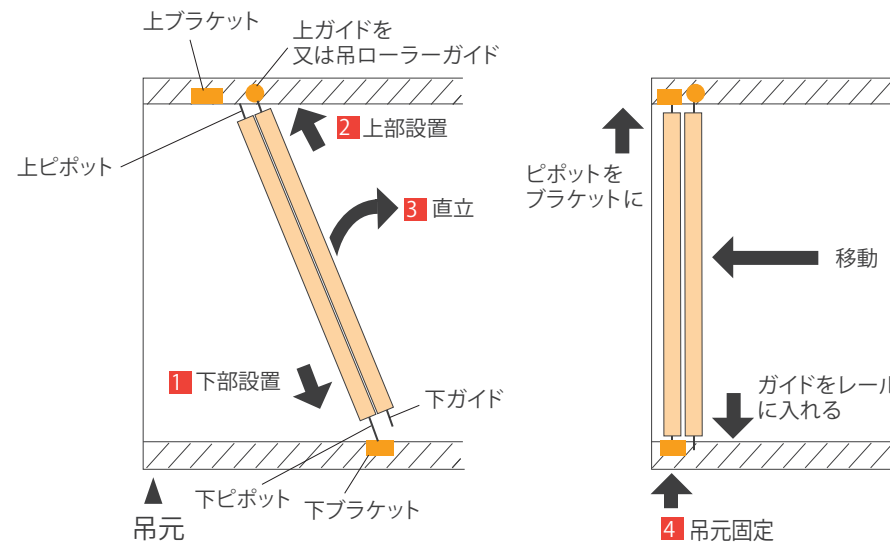 上ブラケット
上ガイドを
又は吊ローラーガイド
2 上部設置
上ピポット
3 直立
1 下部設置
下ガイド
下ピポット
下ブラケット
吊元
ピポットを
ブラケットに
移動
ガイドをレール
に入れる
4 吊元固定